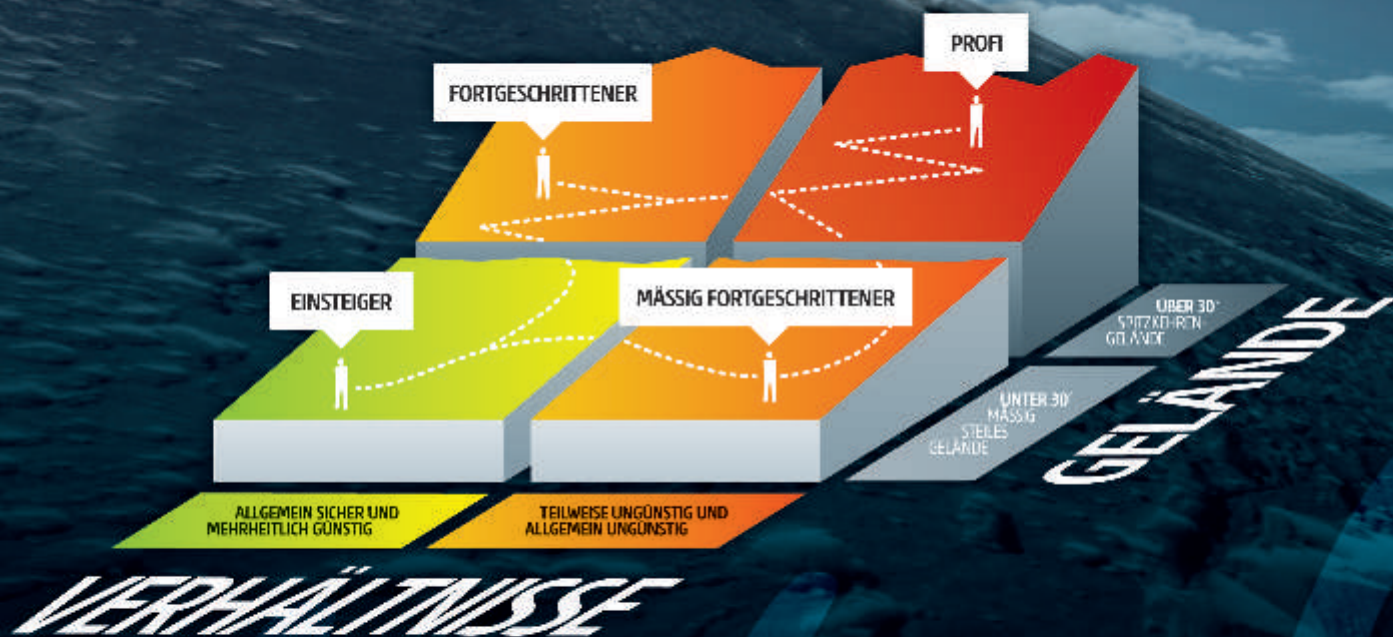 PROFI
FORTGESCHRITTENER
EINSTEIGER
MÄSSIG FORTGESCHRITTENER
ÜBER 30°
SPITZKEHREN-
GELÄNDE
UNTER 30°
MÄSSIG
STEILES
GELÄNDE
GELÄNDE
ALLGEMEIN SICHER UND
MEHRHEITLICH GÜNSTIG
TEILWEISE UNGÜNSTIG UND
ALLGEMEIN UNGÜNSTIG
VERHÄLTNISSE